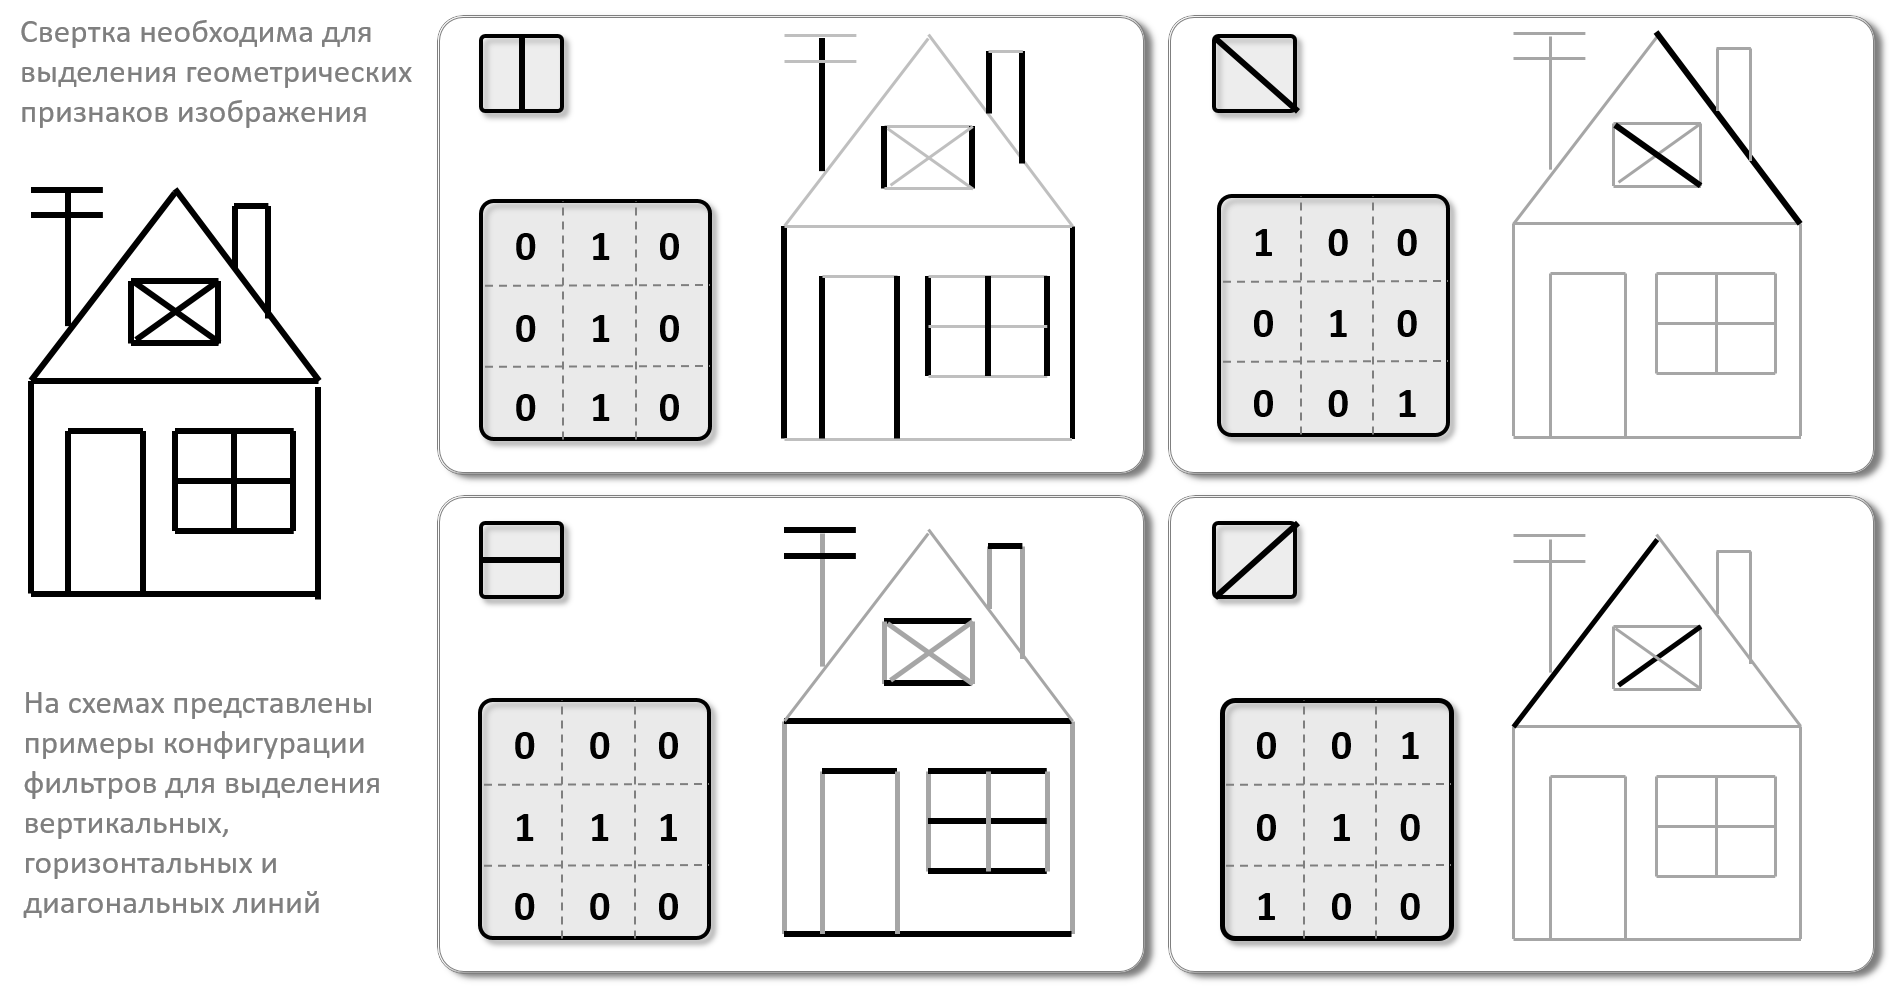 Свертка необходима для
выделения геометрических
признаков изображения
На схемах представлены
примеры конфигурации
фильтров для выделения
вертикальных,
горизонтальных и
диагональных линий
0 1 0
0 1 0
0 1 0
1 0 0
0 1 0
0 0 1
0 0 0
1 1 1
0 0 0
0 0 1
0 1 0
1 0 0